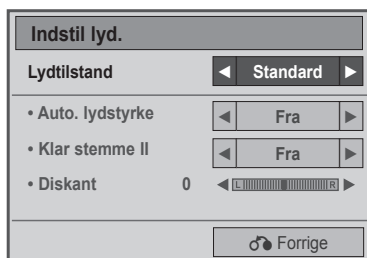 Indstil lyd.
Lydtilstand ◄ Standard ►
• Auto. lydstyrke ◄ Fra ►
• Klar stemme II ◄ Fra ►
• Diskant 0 ◄ L R ►
Forrige